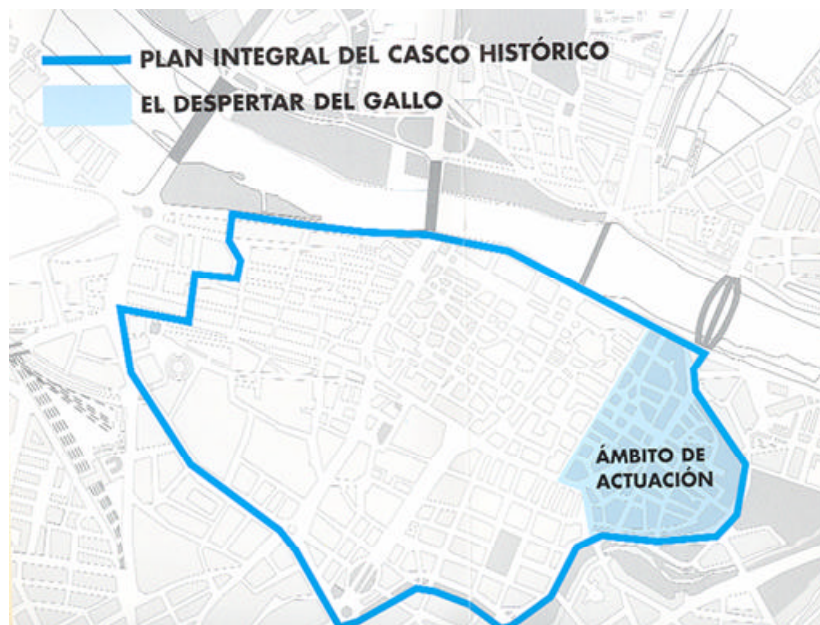 PLAN INTEGRAL DEL CASCO HISTÓRICO
EL DESPERTAR DEL GALLO
ÁMBITO DE
ACTUACIÓN